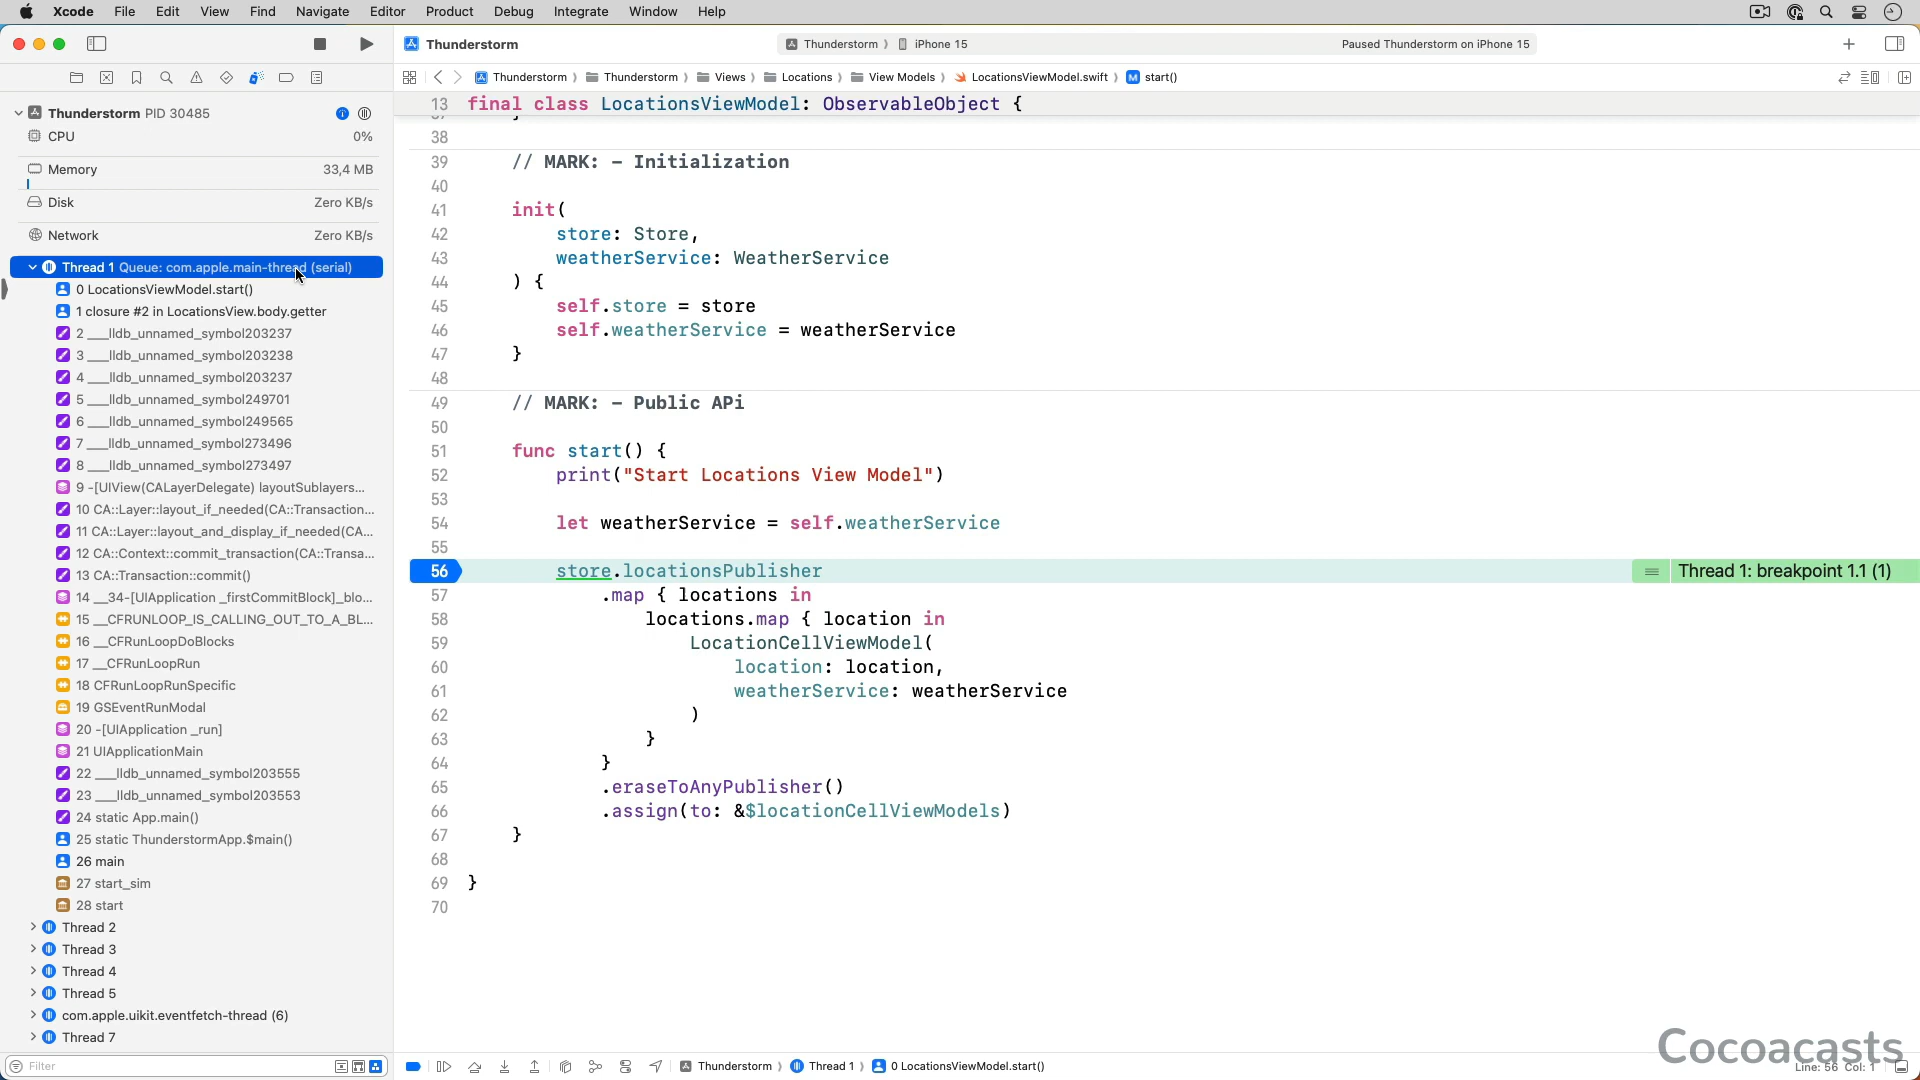 Xcode File Edit View Find Navigate Editor Product Debug Integrate Window Help
Thunderstorm
Thunderstorm iPhone 15
Paused Thunderstorm on iPhone 15
Thunderstorm Thunderstorm Views Locations View Models LocationsViewModel.swift M start()
Thunderstorm PID 30485
CPU 0%
Memory 33,4 MB
Disk Zero KB/s
Network Zero KB/s
Thread 1 Queue: com.apple.main-thread (serial)
0 LocationsViewModel.start()
1 closure #2 in LocationsView.body.getter
2 ___lldb_unnamed_symbol203237
3 ___lldb_unnamed_symbol203238
4 ___lldb_unnamed_symbol203237
5 ___lldb_unnamed_symbol249701
6 ___lldb_unnamed_symbol249565
7 ___lldb_unnamed_symbol273496
8 ___lldb_unnamed_symbol273497
9 -[UIView(CALayerDelegate) layoutSublayers...
10 CA::Layer::layout_if_needed(CA::Transaction...
11 CA::Layer::layout_and_display_if_needed(CA...
12 CA::Context::commit_transaction(CA::Transa...
13 CA::Transaction::commit()
14 __34-[UIApplication _firstCommitBlock]_blo...
15 __CFRUNLOOP_IS_CALLING_OUT_TO_A_BL...
16 __CFRunLoopDoBlocks
17 __CFRunLoopRun
18 CFRunLoopRunSpecific
19 GSEventRunModal
20 -[UIApplication _run]
21 UIApplicationMain
22 ___lldb_unnamed_symbol203555
23 ___lldb_unnamed_symbol203553
24 static App.main()
25 static ThunderstormApp.$main()
26 main
27 start_sim
28 start
Thread 2
Thread 3
Thread 4
Thread 5
com.apple.uikit.eventfetch-thread (6)
Thread 7
Filter
13 final class LocationsViewModel: ObservableObject {
38
39 // MARK: - Initialization
40
41 init(
42 store: Store,
43 weatherService: WeatherService
44 ) {
45 self.store = store
46 self.weatherService = weatherService
47 }
48
49 // MARK: - Public APi
50
51 func start() {
52 print("Start Locations View Model")
53
54 let weatherService = self.weatherService
55
56 store.locationsPublisher Thread 1: breakpoint 1.1 (1)
57 .map { locations in
58 locations.map { location in
59 LocationCellViewModel(
60 location: location,
61 weatherService: weatherService
62 )
63 }
64 }
65 .eraseToAnyPublisher()
66 .assign(to: &$locationCellViewModels)
67 }
68
69 }
70
Thunderstorm Thread 1 0 LocationsViewModel.start()
Cocoacasts
Line: 56 Col: 1